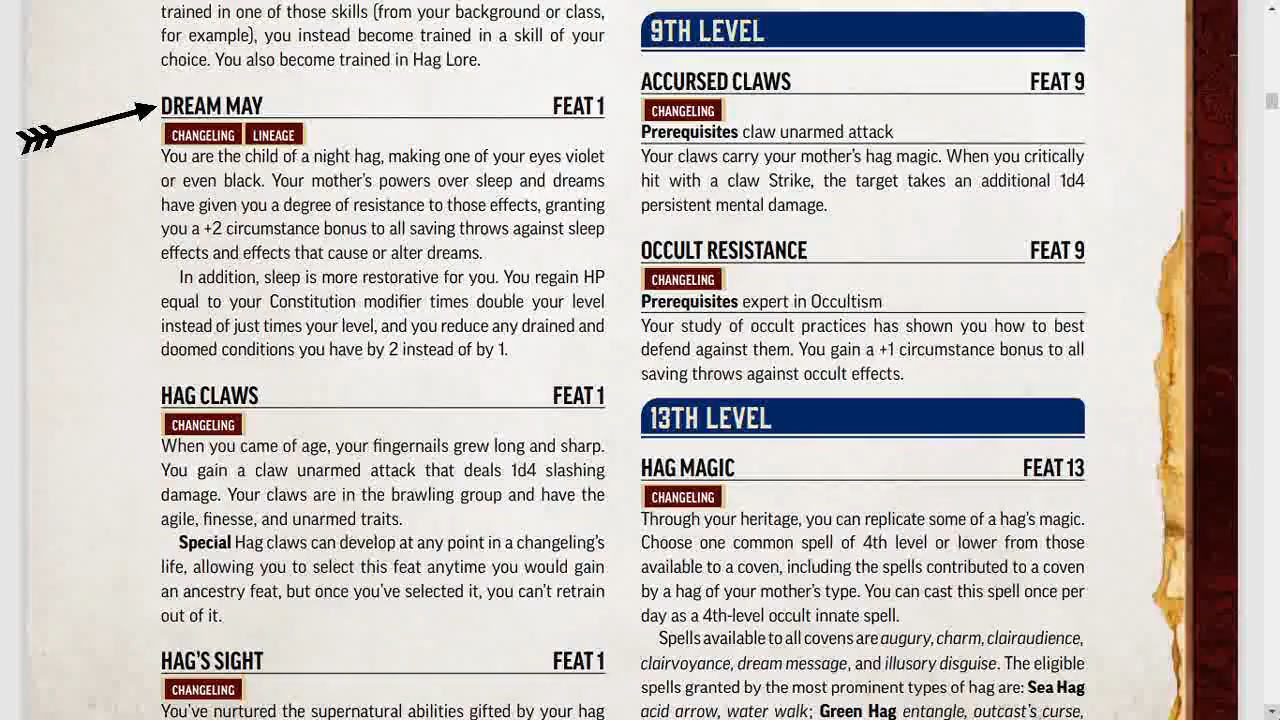 trained in one of those skills (from your background or class,
for example), you instead become trained in a skill of your
choice. You also become trained in Hag Lore.
DREAM MAY FEAT 1
CHANGELING LINEAGE
You are the child of a night hag, making one of your eyes violet
or even black. Your mother's powers over sleep and dreams
have given you a degree of resistance to those effects, granting
you a +2 circumstance bonus to all saving throws against sleep
effects and effects that cause or alter dreams.
In addition, sleep is more restorative for you. You regain HP
equal to your Constitution modifier times double your level
instead of just times your level, and you reduce any drained and
doomed conditions you have by 2 instead of by 1.
HAG CLAWS FEAT 1
CHANGELING
When you came of age, your fingernails grew long and sharp.
You gain a claw unarmed attack that deals 1d4 slashing
damage. Your claws are in the brawling group and have the
agile, finesse, and unarmed traits.
Special Hag claws can develop at any point in a changeling's
life, allowing you to select this feat anytime you would gain
an ancestry feat, but once you've selected it, you can't retrain
out of it.
HAG'S SIGHT FEAT 1
CHANGELING
You've nurtured the supernatural abilities gifted by your hag
9TH LEVEL
ACCURSED CLAWS FEAT 9
CHANGELING
Prerequisites claw unarmed attack
Your claws carry your mother's hag magic. When you critically
hit with a claw Strike, the target takes an additional 1d4
persistent mental damage.
OCCULT RESISTANCE FEAT 9
CHANGELING
Prerequisites expert in Occultism
Your study of occult practices has shown you how to best
defend against them. You gain a +1 circumstance bonus to all
saving throws against occult effects.
13TH LEVEL
HAG MAGIC FEAT 13
CHANGELING
Through your heritage, you can replicate some of a hag's magic.
Choose one common spell of 4th level or lower from those
available to a coven, including the spells contributed to a coven
by a hag of your mother's type. You can cast this spell once per
day as a 4th-level occult innate spell.
Spells available to all covens are augury, charm, clairaudience,
clairvoyance, dream message, and illusory disguise. The eligible
spells granted by the most prominent types of hag are: Sea Hag
acid arrow, water walk; Green Hag entangle, outcast's curse,